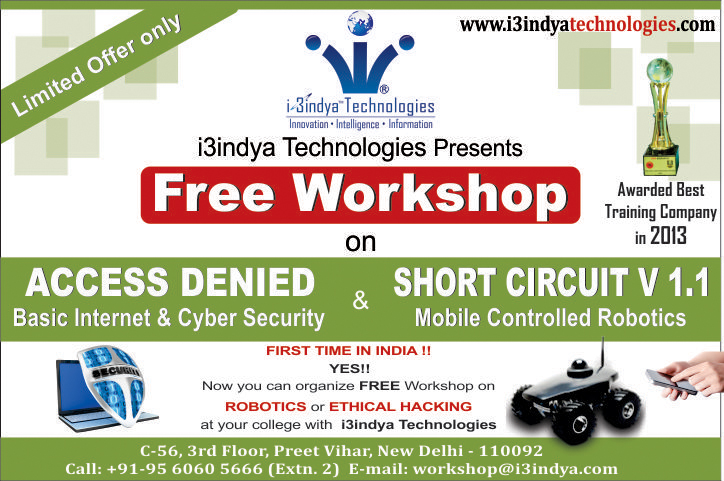 Limited Offer only
www.i3indyatechnologies.com
i3indya™Technologies
®
Innovation • Intelligence • Information
i3indya Technologies Presents
Free Workshop
on
Awarded Best
Training Company
in 2013
ACCESS DENIED
Basic Internet & Cyber Security
&
SHORT CIRCUIT V 1.1
Mobile Controlled Robotics
SECURITY
FIRST TIME IN INDIA !!
YES!!
Now you can organize FREE Workshop on
ROBOTICS or ETHICAL HACKING
at your college with i3indya Technologies
C-56, 3rd Floor, Preet Vihar, New Delhi - 110092
Call: +91-95 6060 5666 (Extn. 2) E-mail: workshop@i3indya.com